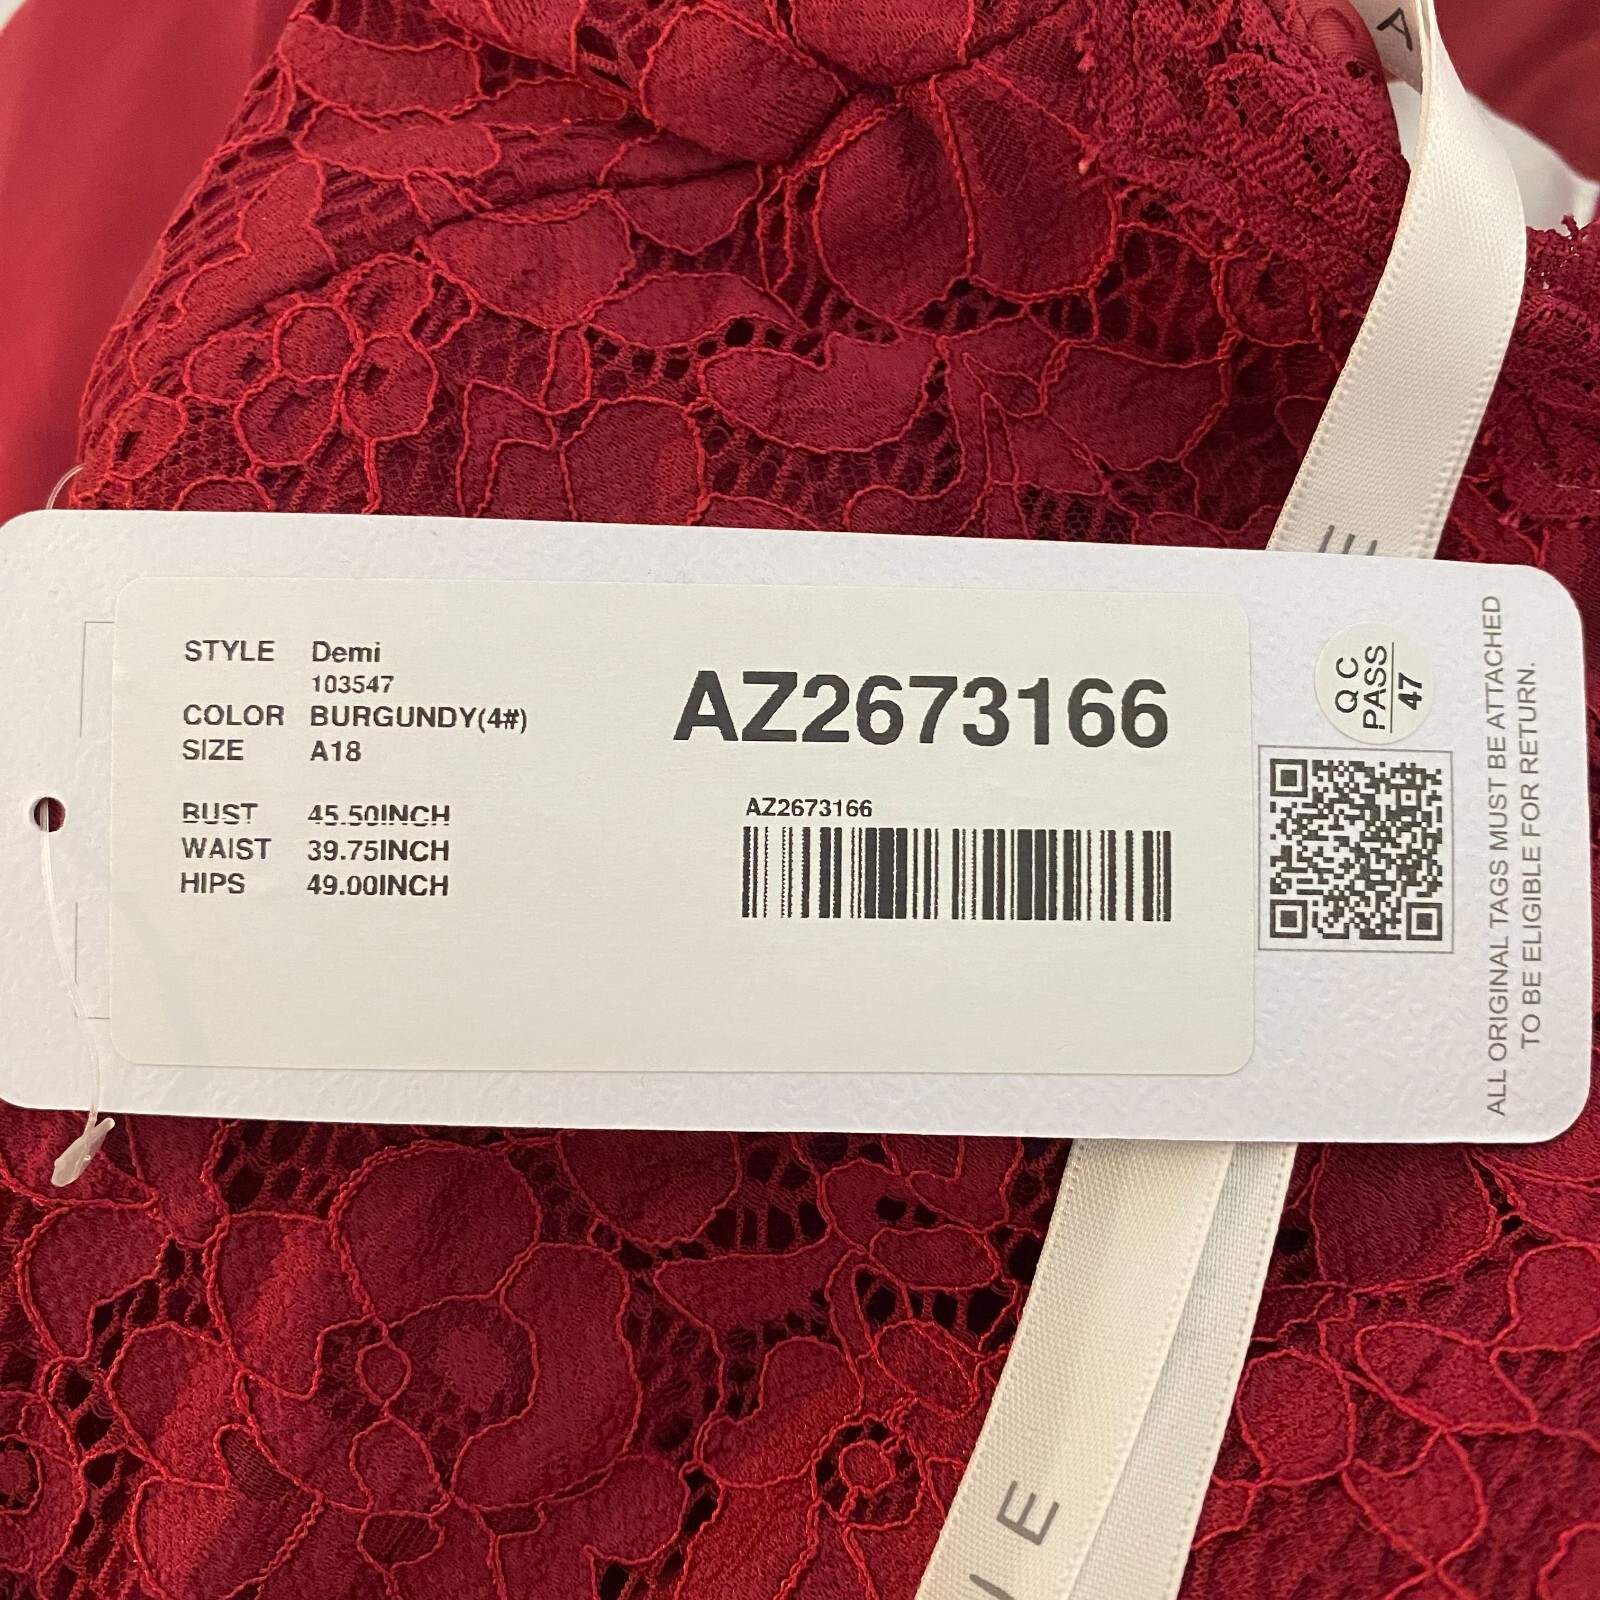 STYLE Demi
103547
COLOR BURGUNDY(4#)
SIZE A18
BUST 45.50INCH
WAIST 39.75INCH
HIPS 49.00INCH
AZ2673166
AZ2673166
QC
PASS
47
ALL ORIGINAL TAGS MUST BE ATTACHED
TO BE ELIGIBLE FOR RETURN.
A
E
E